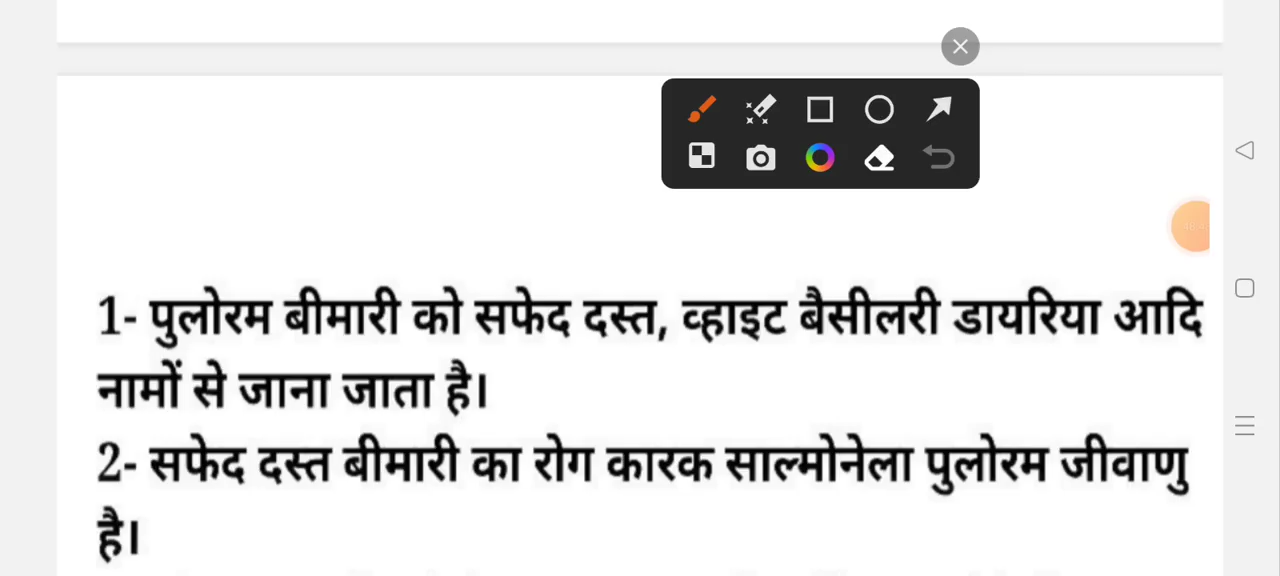 1- पुलोरम बीमारी को सफेद दस्त, व्हाइट बैसीलरी डायरिया आदि
नामों से जाना जाता है।
2- सफेद दस्त बीमारी का रोग कारक साल्मोनेला पुलोरम जीवाणु
है।